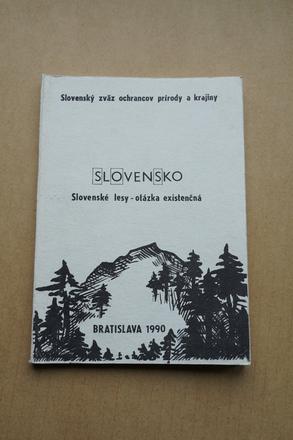 Slovenský zväz ochrancov prírody a krajiny
SLOVENSKO
Slovenské lesy - otázka existenčná
BRATISLAVA 1990